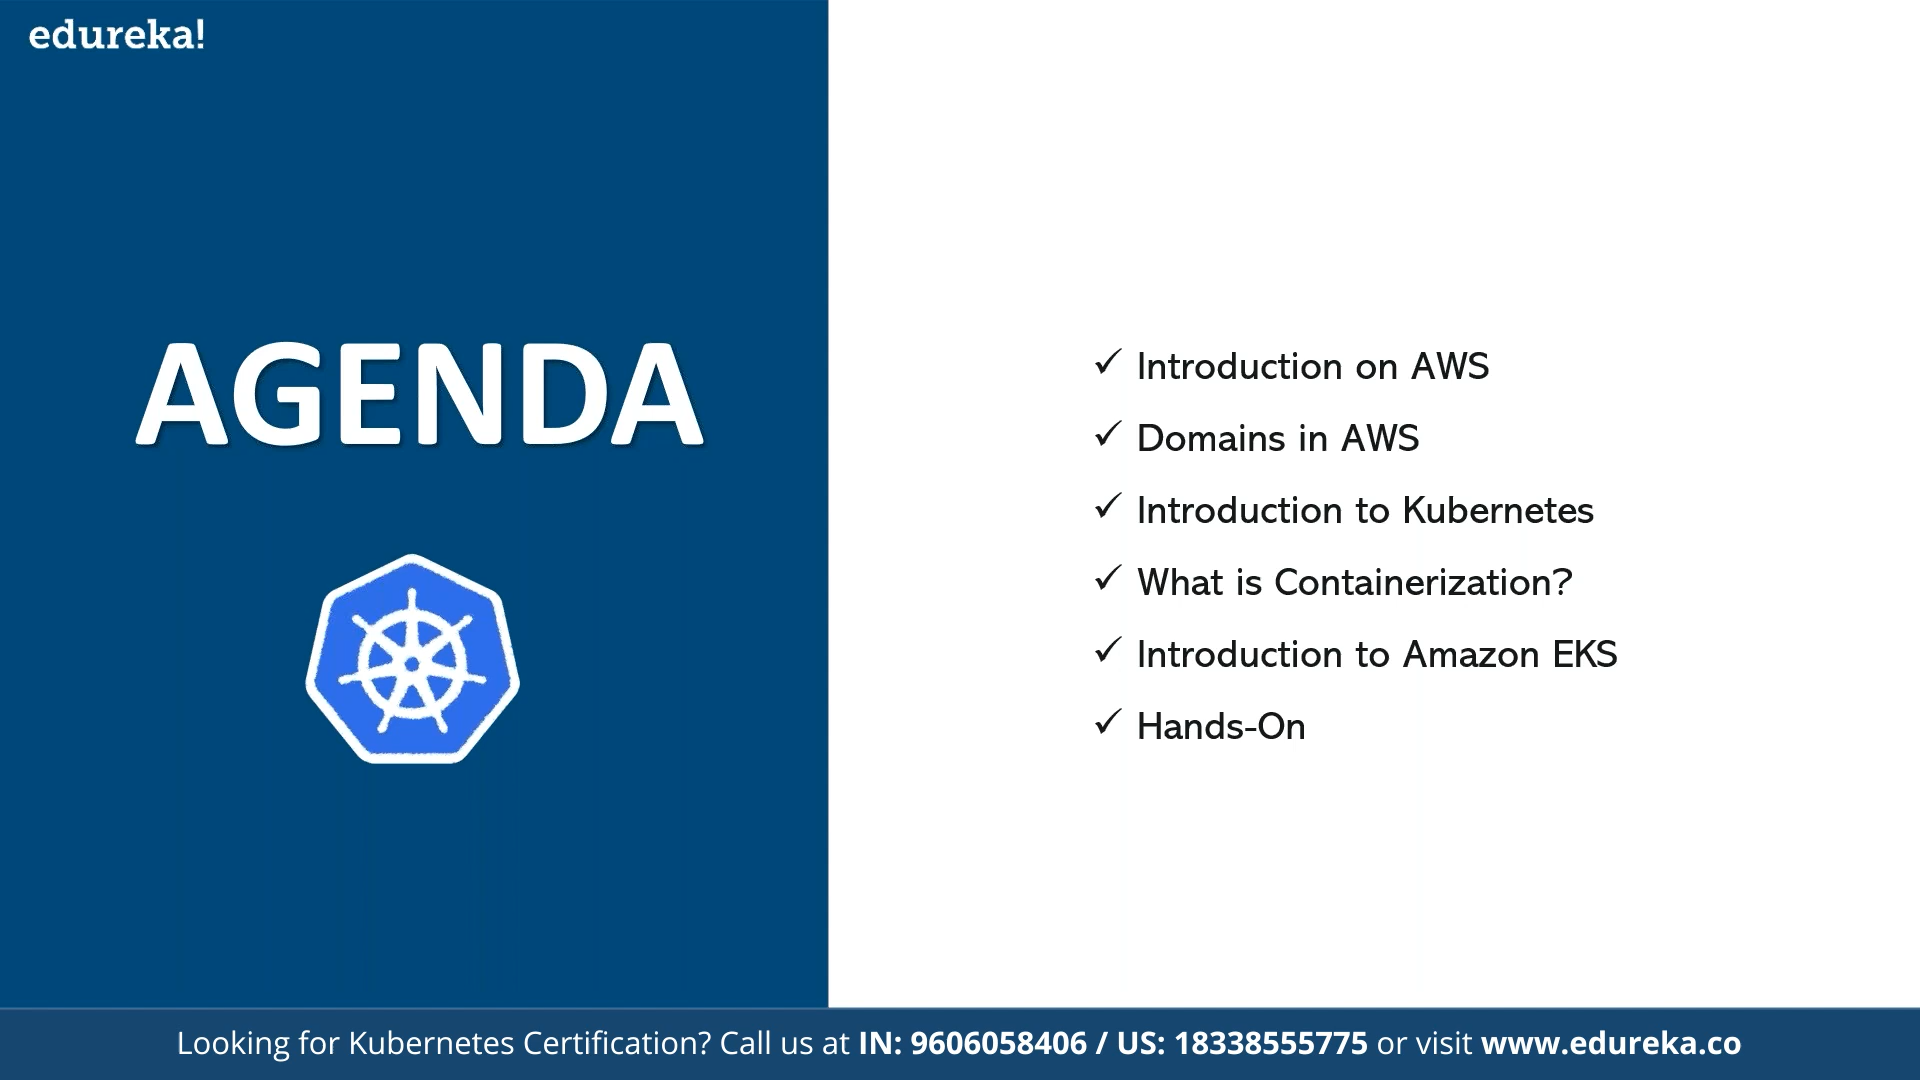 edureka!
AGENDA
✓ Introduction on AWS
✓ Domains in AWS
✓ Introduction to Kubernetes
✓ What is Containerization?
✓ Introduction to Amazon EKS
✓ Hands-On
Looking for Kubernetes Certification? Call us at IN: 9606058406 / US: 18338555775 or visit www.edureka.co